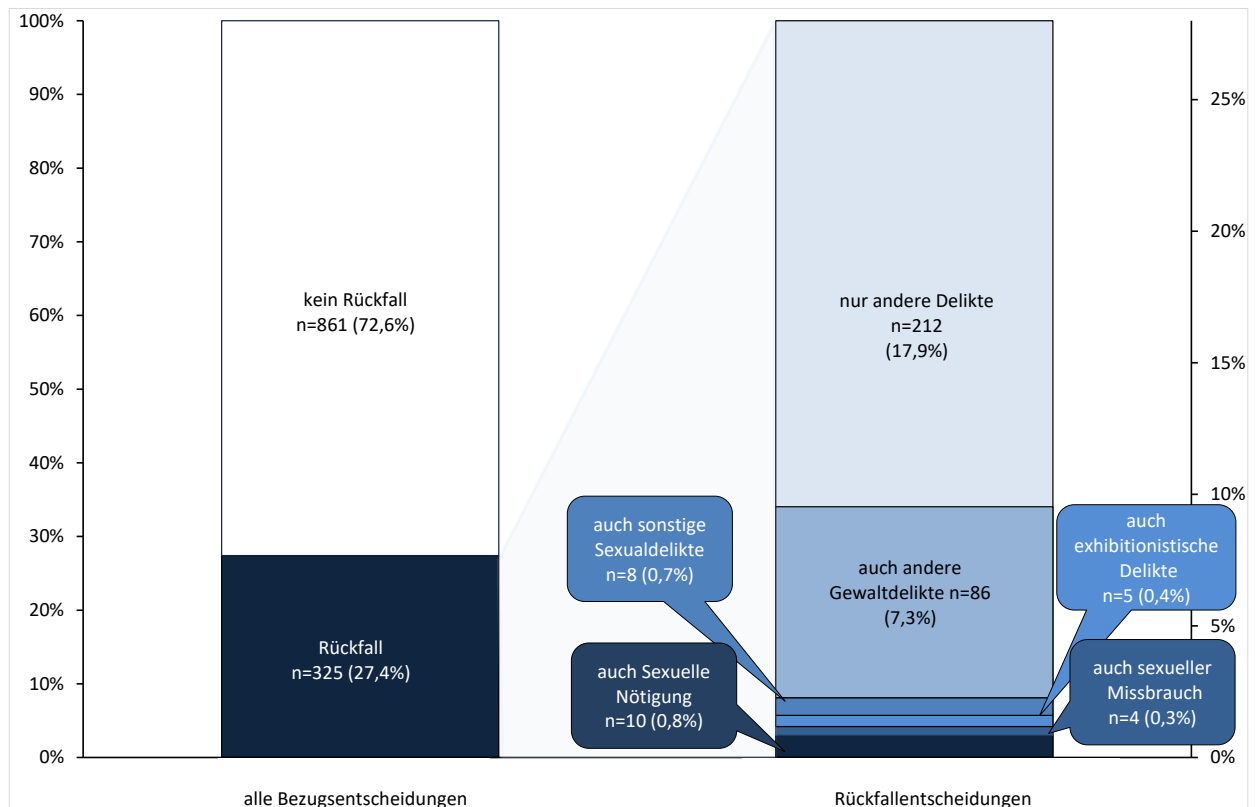 100%
90%
80%
70%
60%
50%
40%
30%
20%
10%
0%
kein Rückfall
n=861 (72,6%)
Rückfall
n=325 (27,4%)
alle Bezugsentscheidungen
nur andere Delikte
n=212
(17,9%)
auch andere
Gewaltdelikte n=86
(7,3%)
auch sonstige
Sexualdelikte
n=8 (0,7%)
auch Sexuelle
Nötigung
n=10 (0,8%)
auch
exhibitionistische
Delikte
n=5 (0,4%)
auch sexueller
Missbrauch
n=4 (0,3%)
Rückfallentscheidungen
25%
20%
15%
10%
5%
0%